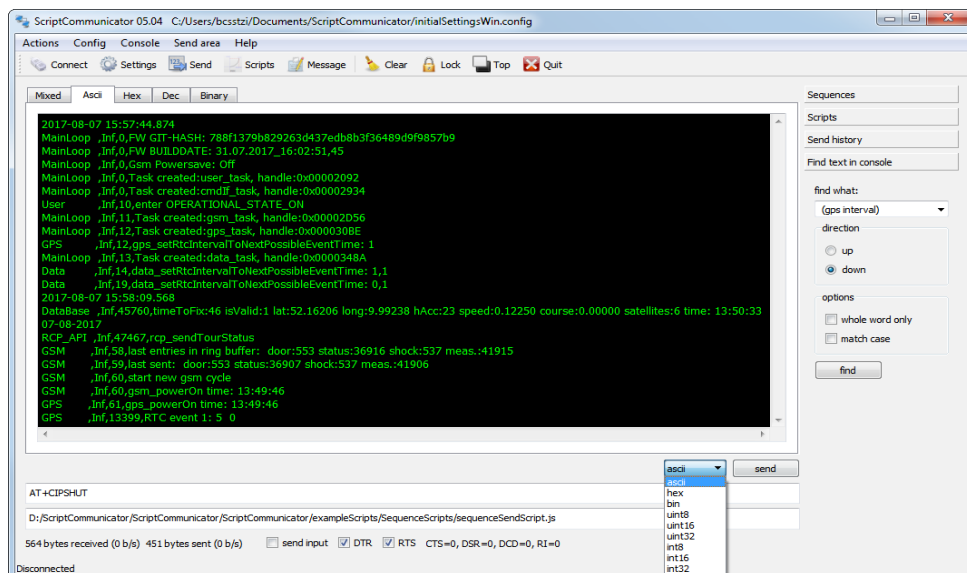 ScriptCommunicator 05.04 C:/Users/bcsstzi/Documents/ScriptCommunicator/initialSettingsWin.config
Actions Config Console Send area Help
Connect Settings Send Scripts Message Clear Lock Top Quit
Mixed Ascii Hex Dec Binary
2017-08-07 15:57:44.874
MainLoop ,Inf,0,FW GIT-HASH: 788f1379b829263d437edb8b3f36489d9f9857b9
MainLoop ,Inf,0,FW BUILDDATE: 31.07.2017_16:02:51,45
MainLoop ,Inf,0,Gsm Powersave: Off
MainLoop ,Inf,0,Task created:user_task, handle:0x00002092
MainLoop ,Inf,0,Task created:cmdIf_task, handle:0x00002934
User ,Inf,10,enter OPERATIONAL_STATE_ON
MainLoop ,Inf,11,Task created:gsm_task, handle:0x00002D56
MainLoop ,Inf,12,Task created:gps_task, handle:0x000030BE
GPS ,Inf,12,gps_setRtcIntervalToNextPossibleEventTime: 1
MainLoop ,Inf,13,Task created:data_task, handle:0x0000348A
Data ,Inf,14,data_setRtcIntervalToNextPossibleEventTime: 1,1
Data ,Inf,19,data_setRtcIntervalToNextPossibleEventTime: 0,1
2017-08-07 15:58:09.568
DataBase ,Inf,45760,timeToFix:46 isValid:1 lat:52.16206 long:9.99238 hAcc:23 speed:0.12250 course:0.00000 satellites:6 time: 13:50:33
07-08-2017
RCP_API ,Inf,47467,rcp_sendTourStatus
GSM ,Inf,58,last entries in ring buffer: door:553 status:36916 shock:537 meas.:41915
GSM ,Inf,59,last sent: door:553 status:36907 shock:537 meas.:41906
GSM ,Inf,60,start new gsm cycle
GSM ,Inf,60,gsm_powerOn time: 13:49:46
GPS ,Inf,61,gps_powerOn time: 13:49:46
GPS ,Inf,13399,RTC event 1: 5 0
Sequences
Scripts
Send history
Find text in console
find what:
(gps interval)
direction
up
down
options
whole word only
match case
find
ascii send
ascii
hex
bin
uint8
uint16
uint32
int8
int16
int32
AT+CIPSHUT
D:/ScriptCommunicator/ScriptCommunicator/ScriptCommunicator/exampleScripts/SequenceScripts/sequenceSendScript.js
564 bytes received (0 b/s) 451 bytes sent (0 b/s) send input DTR RTS CTS=0, DSR=0, DCD=0, RI=0
Disconnected